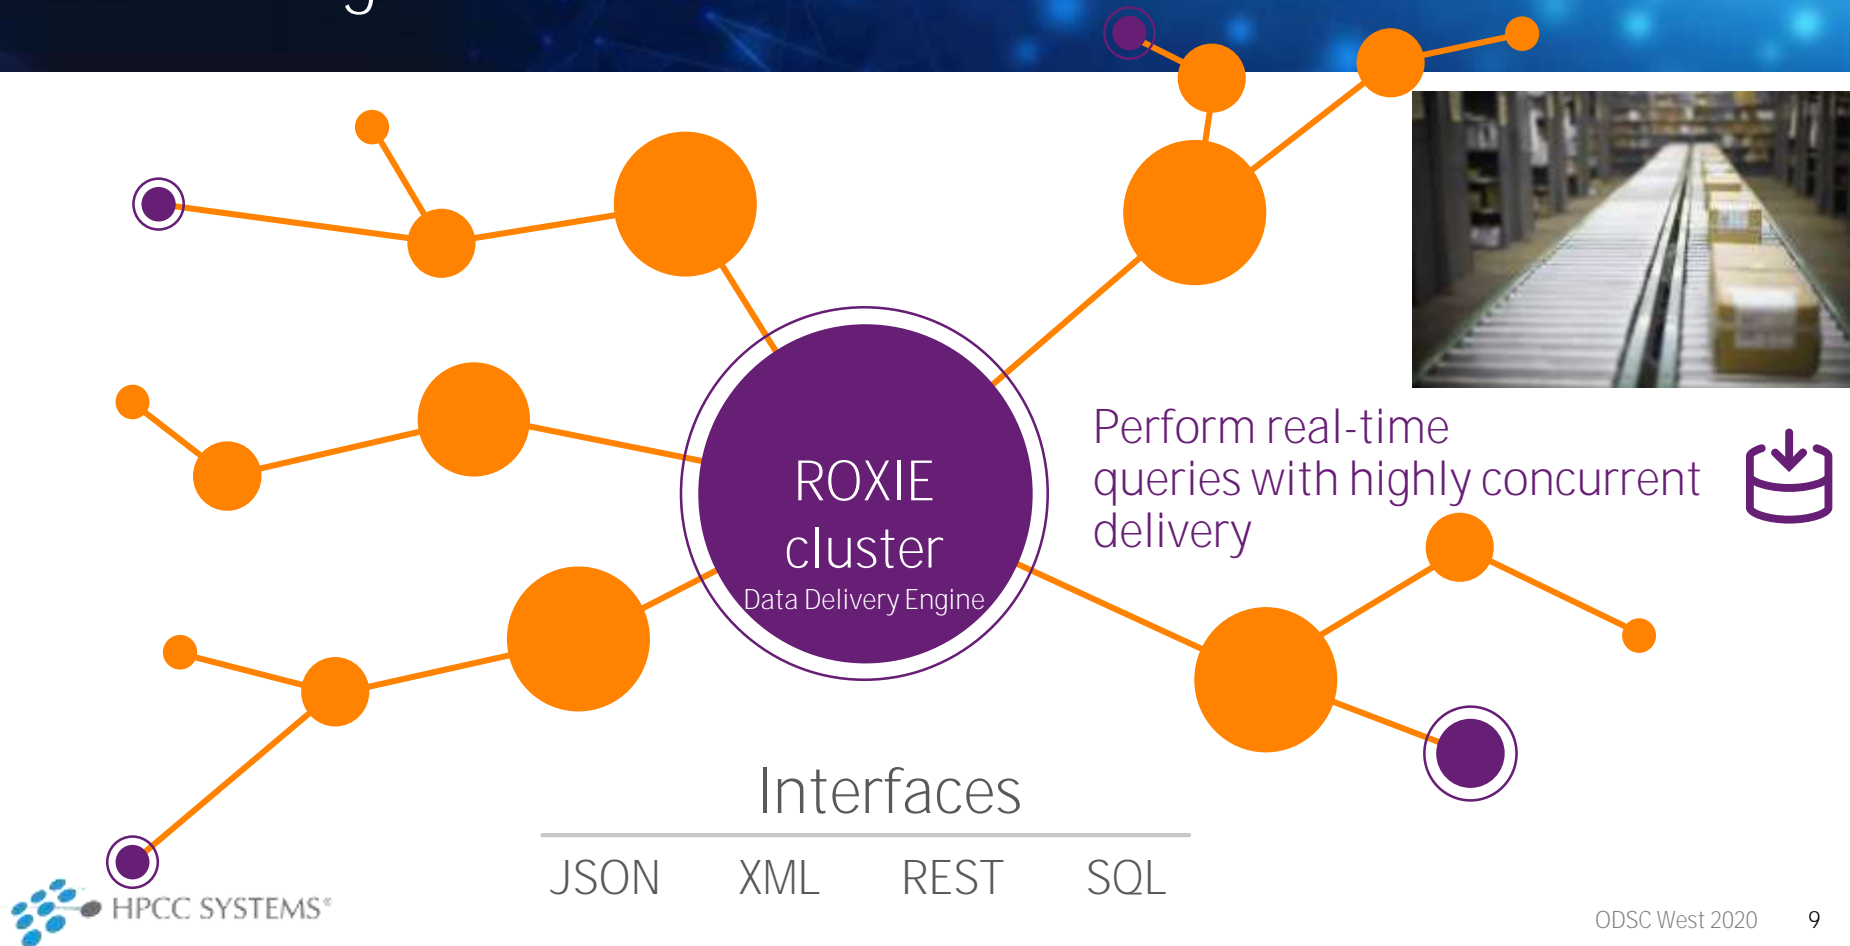 Perform real-time
queries with highly concurrent
delivery
ROXIE
cluster
Data Delivery Engine
Interfaces
JSON XML REST SQL
HPCC SYSTEMS®
ODSC West 2020 9